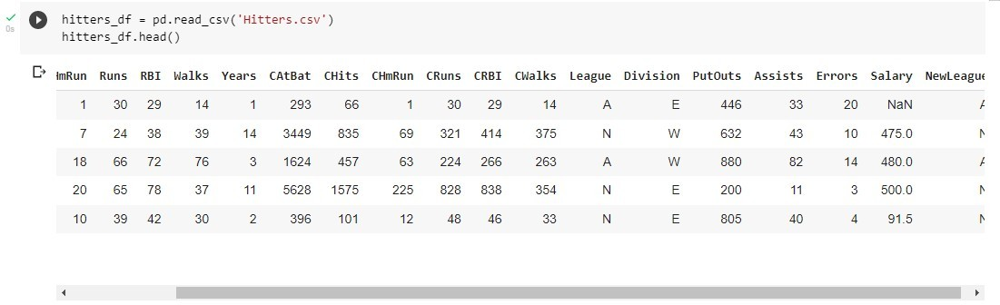 0s
hitters_df = pd.read_csv('Hitters.csv')
hitters_df.head()
HmRun Runs RBI Walks Years CAtBat CHits CHmRun CRuns CRBI CWalks League Division PutOuts Assists Errors Salary NewLeague
1 30 29 14 1 293 66 1 30 29 14 A E 446 33 20 NaN A
7 24 38 39 14 3449 835 69 321 414 375 N W 632 43 10 475.0 N
18 66 72 76 3 1624 457 63 224 266 263 A W 880 82 14 480.0 A
20 65 78 37 11 5628 1575 225 828 838 354 N E 200 11 3 500.0 N
10 39 42 30 2 396 101 12 48 46 33 N E 805 40 4 91.5 N